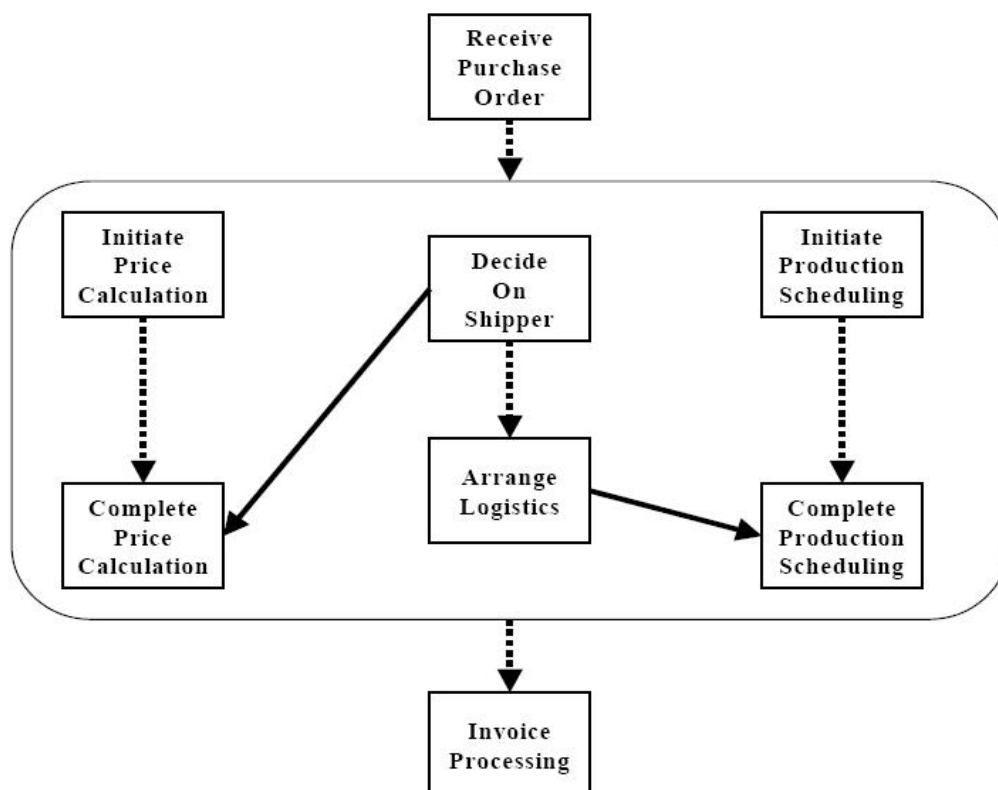 Receive
Purchase
Order
Initiate
Price
Calculation
Decide
On
Shipper
Initiate
Production
Scheduling
Complete
Price
Calculation
Arrange
Logistics
Complete
Production
Scheduling
Invoice
Processing